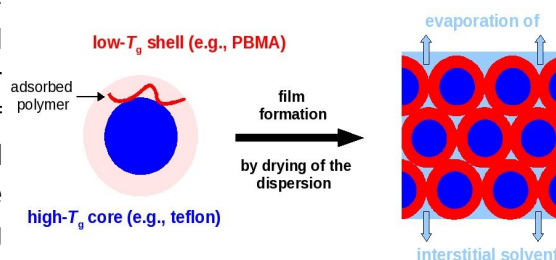 evaporation of
low-Tg shell (e.g., PBMA)
adsorbed
polymer
film
formation
by drying of the
dispersion
high-Tg core (e.g., teflon)
interstitial solvent